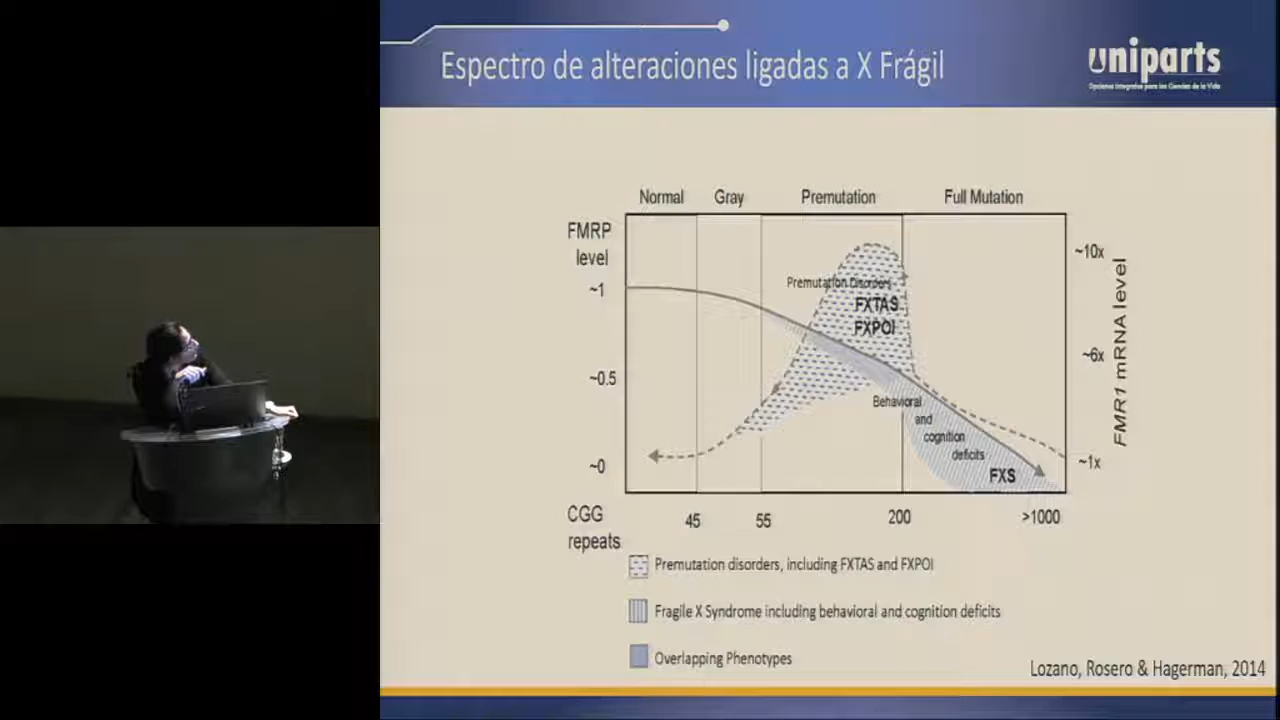 Espectro de alteraciones ligadas a X Frágil
uniparts
Opciones Integrales para las Ciencias de la Vida
Normal Gray Premutation Full Mutation
FMRP
level
~1
~0.5
~0
~10x
~6x
~1x
FMR1 mRNA level
Premutation Disorders
FXTAS
FXPOI
Behavioral
and
cognition
deficits
FXS
CGG
repeats
45 55 200 >1000
Premutation disorders, including FXTAS and FXPOI
Fragile X Syndrome including behavioral and cognition deficits
Overlapping Phenotypes
Lozano, Rosero & Hagerman, 2014